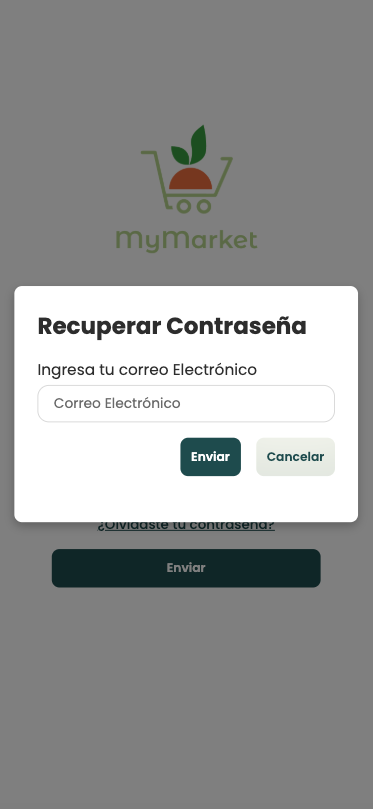 MyMarket
Recuperar Contraseña
Ingresa tu correo Electrónico
Correo Electrónico
Enviar Cancelar
¿Olvidaste tu contraseña?
Enviar